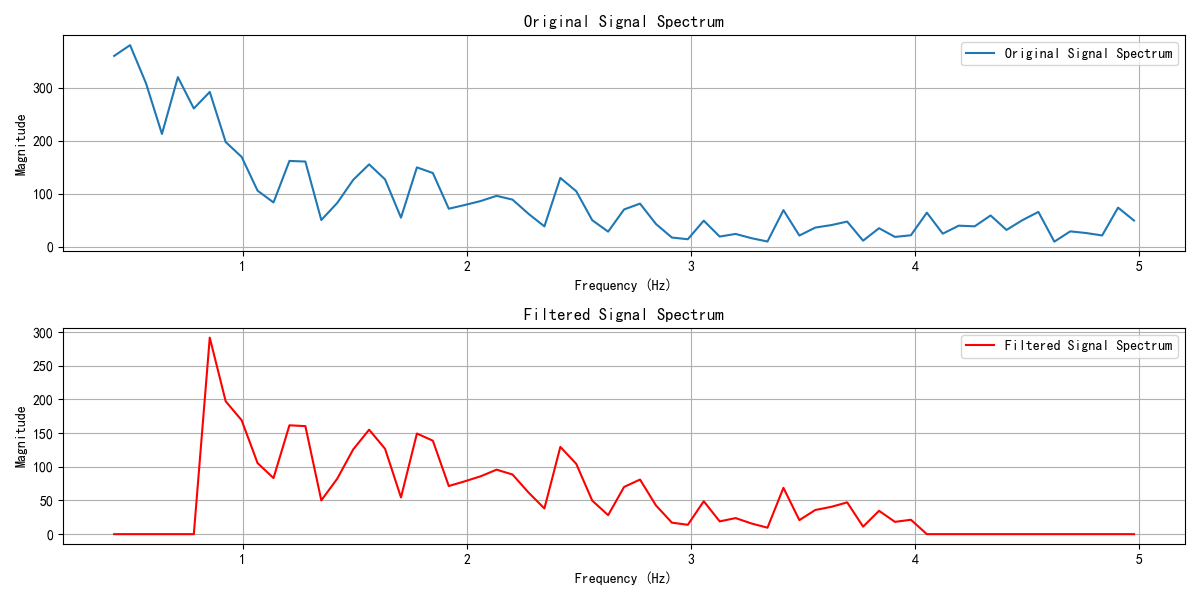 Original Signal Spectrum
Original Signal Spectrum
Magnitude
300
200
100
0
1
2
3
4
5
Frequency (Hz)
Filtered Signal Spectrum
Filtered Signal Spectrum
Magnitude
300
250
200
150
100
50
0
1
2
3
4
5
Frequency (Hz)